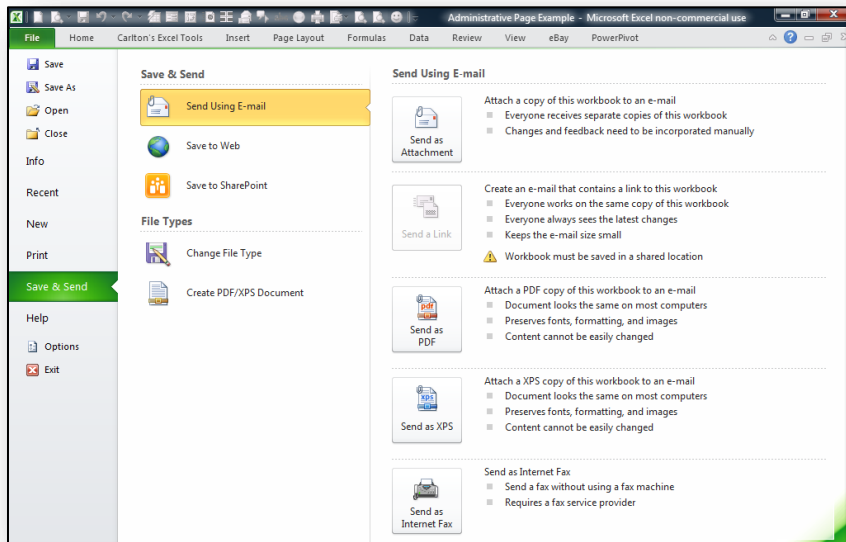 Administrative Page Example - Microsoft Excel non-commercial use
File Home Carlton's Excel Tools Insert Page Layout Formulas Data Review View eBay PowerPivot
Save
Save As
Open
Close
Info
Recent
New
Print
Save & Send
Help
Options
Exit
Save & Send
Send Using E-mail
Save to Web
Save to SharePoint
File Types
Change File Type
Create PDF/XPS Document
Send Using E-mail
Send as
Attachment
Attach a copy of this workbook to an e-mail
Everyone receives separate copies of this workbook
Changes and feedback need to be incorporated manually
Send a Link
Create an e-mail that contains a link to this workbook
Everyone works on the same copy of this workbook
Everyone always sees the latest changes
Keeps the e-mail size small
Workbook must be saved in a shared location
pdf
Send as
PDF
Attach a PDF copy of this workbook to an e-mail
Document looks the same on most computers
Preserves fonts, formatting, and images
Content cannot be easily changed
xps
Send as XPS
Attach a XPS copy of this workbook to an e-mail
Document looks the same on most computers
Preserves fonts, formatting, and images
Content cannot be easily changed
Send as
Internet Fax
Send as Internet Fax
Send a fax without using a fax machine
Requires a fax service provider